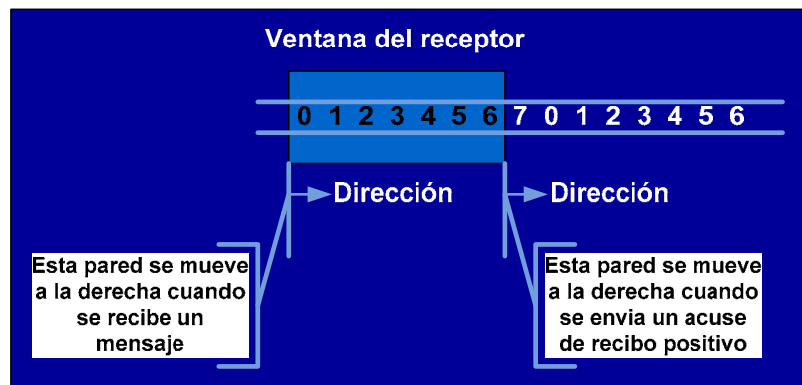 Ventana del receptor
0 1 2 3 4 5 6 7 0 1 2 3 4 5 6
Dirección Dirección
Esta pared se mueve
a la derecha cuando
se recibe un
mensaje
Esta pared se mueve
a la derecha cuando
se envia un acuse
de recibo positivo